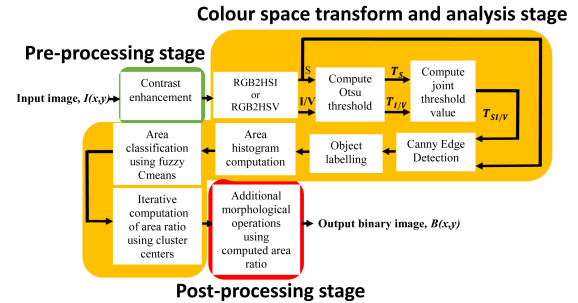 Colour space transform and analysis stage
Pre-processing stage
Input image, I(x,y)
Contrast
enhancement
RGB2HSI
or
RGB2HSV
S
I/V
Compute
Otsu
threshold
T_S
T_I/V
Compute
joint
threshold
value
T_SI/V
Canny Edge
Detection
Object
labelling
Area
histogram
computation
Area
classification
using fuzzy
Cmeans
Iterative
computation
of area ratio
using cluster
centers
Additional
morphological
operations
using
computed area
ratio
Output binary image, B(x,y)
Post-processing stage